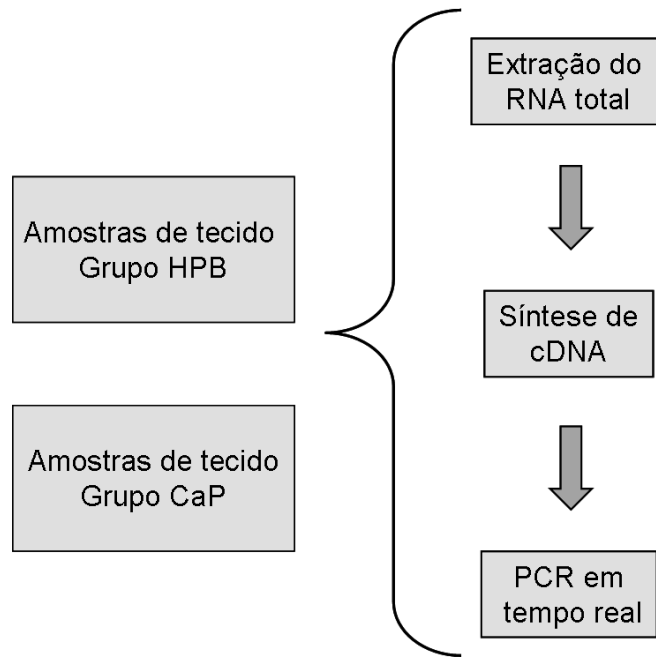 Amostras de tecido
Grupo HPB
Amostras de tecido
Grupo CaP
Extração do
RNA total
Síntese de
cDNA
PCR em
tempo real